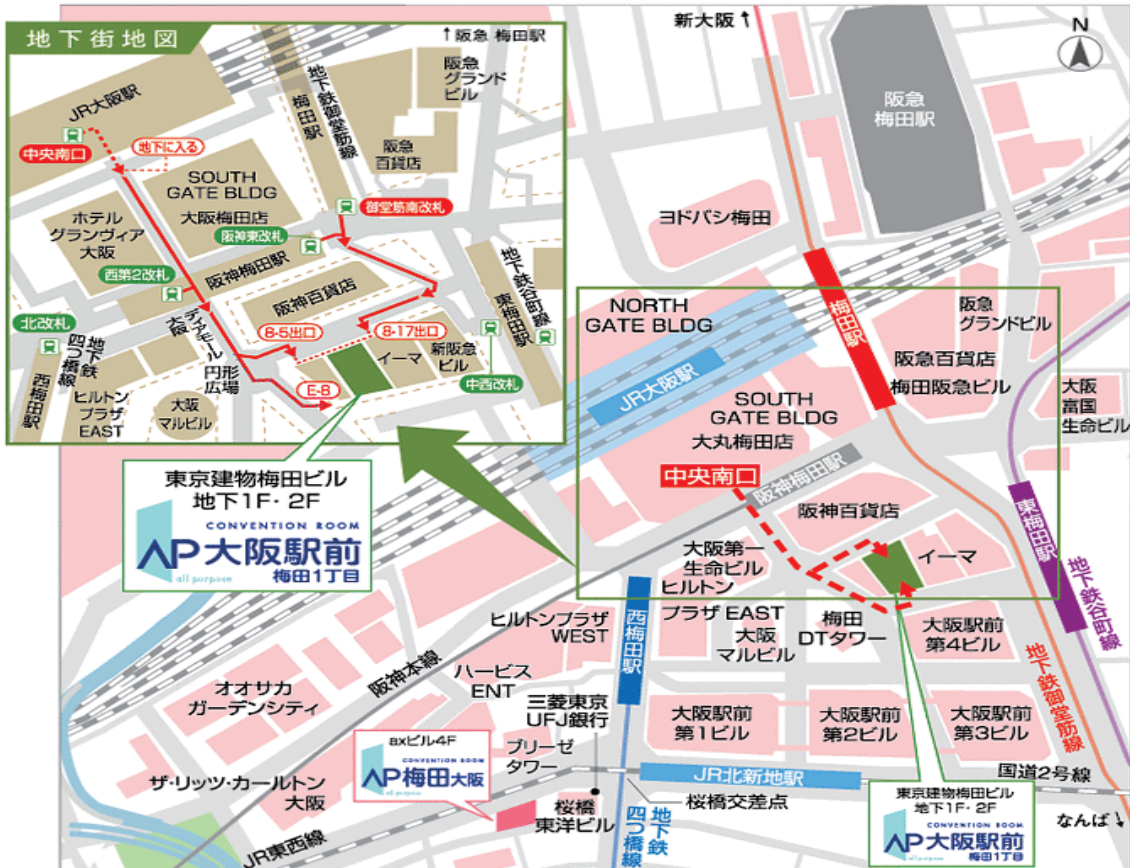 地下街地図
↑阪急 梅田駅
JR大阪駅
中央南口
地下に入る
梅田駅
地下鉄御堂筋線
阪急
グランド
ビル
阪急
百貨店
SOUTH
GATE BLDG
大阪梅田店
御堂筋南改札
阪神東改札
ホテル
グランヴィア
大阪
西第2改札
阪神梅田駅
阪神百貨店
地下鉄谷町線
東梅田駅
北改札
地下鉄
四つ橋線
西梅田駅
ディアモール
大阪
円形
広場
8-5出口
8-17出口
イーマ
新阪急
ビル
中西改札
E-8
ヒルトン
プラザ
EAST
大阪
マルビル
東京建物梅田ビル
地下1F・2F
CONVENTION ROOM
AP大阪駅前
all purpose
梅田1丁目
新大阪↑
N
阪急
梅田駅
ヨドバシ梅田
NORTH
GATE BLDG
梅田駅
阪急
グランドビル
JR大阪駅
阪急百貨店
梅田阪急ビル
SOUTH
GATE BLDG
大丸梅田店
大阪
富国
生命ビル
中央南口
阪神梅田駅
阪神百貨店
東梅田駅
イーマ
大阪第一
生命ビル
ヒルトン
プラザ EAST
地下鉄谷町線
ヒルトンプラザ
WEST
西梅田駅
大阪
マルビル
梅田
DTタワー
大阪駅前
第4ビル
阪神本線
ハービス
ENT
地下鉄御堂筋線
オオサカ
ガーデンシティ
三菱東京
UFJ銀行
大阪駅前
第1ビル
大阪駅前
第2ビル
大阪駅前
第3ビル
axビル4F
CONVENTION ROOM
AP梅田大阪
all purpose
ブリーゼ
タワー
JR北新地駅
国道2号線
ザ・リッツ・カールトン
大阪
桜橋
東洋ビル
桜橋交差点
東京建物梅田ビル
地下1F・2F
CONVENTION ROOM
AP大阪駅前
all purpose
梅田1丁目
なんば↓
JR東西線
地下鉄
四つ橋線